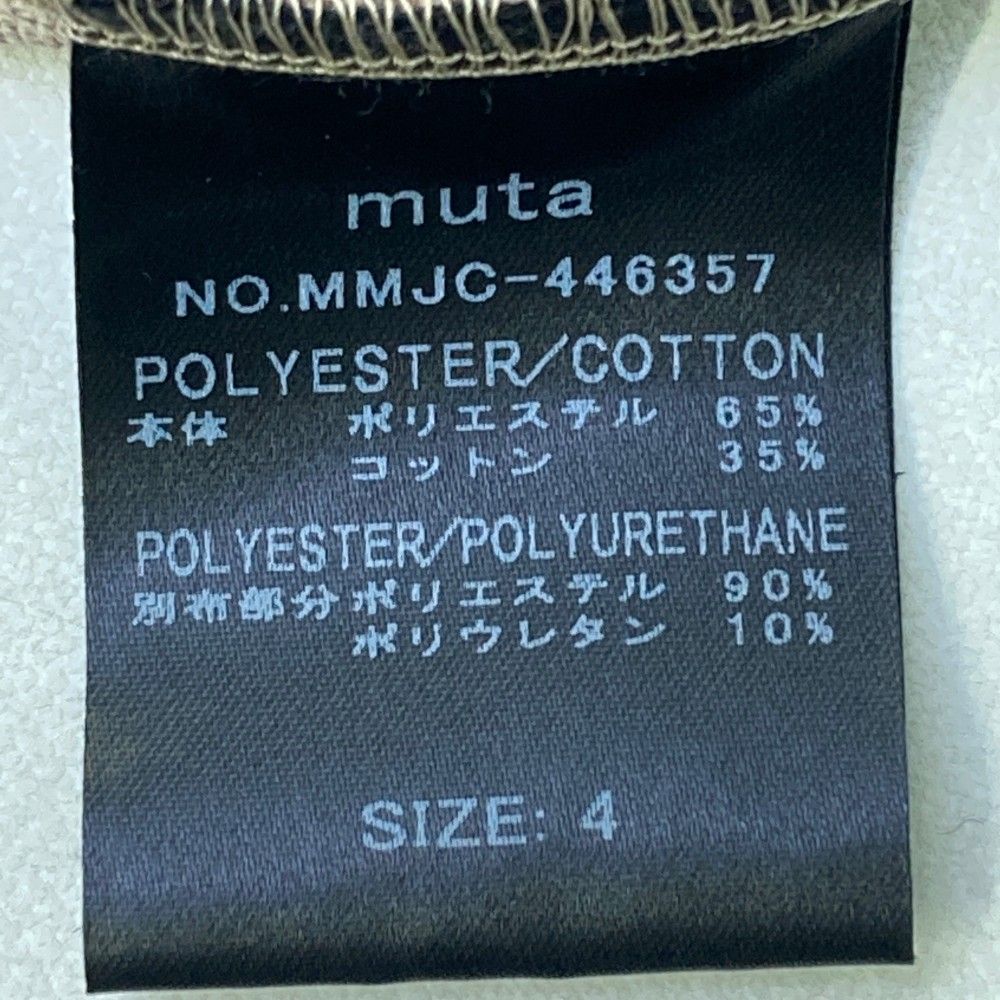 muta
NO.MMJC-446357
POLYESTER/COTTON
本体 ポリエステル 65%
コットン 35%
POLYESTER/POLYURETHANE
別布部分 ポリエステル 90%
ポリウレタン 10%
SIZE: 4